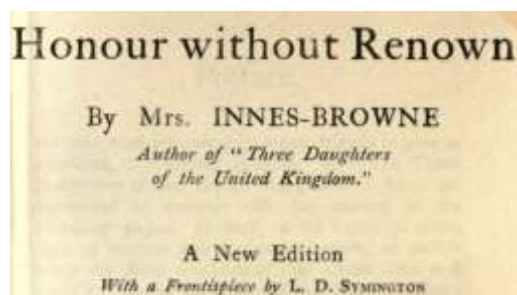 Honour without Renown
By Mrs. INNES-BROWNE
Author of "Three Daughters
of the United Kingdom."
A New Edition
With a Frontispiece by L. D. SYMINGTON